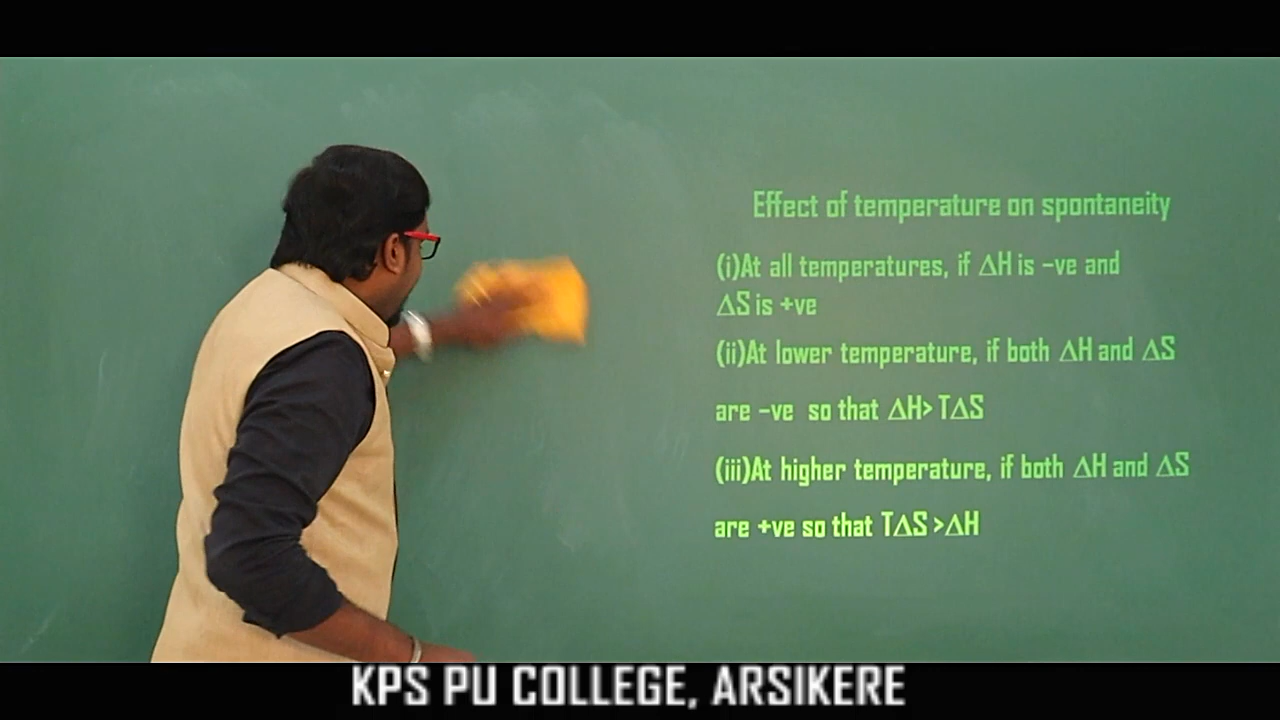 Effect of temperature on spontaneity
(i)At all temperatures, if ΔH is –ve and
ΔS is +ve
(ii)At lower temperature, if both ΔH and ΔS
are –ve so that ΔH> TΔS
(iii)At higher temperature, if both ΔH and ΔS
are +ve so that TΔS >ΔH
KPS PU COLLEGE, ARSIKERE